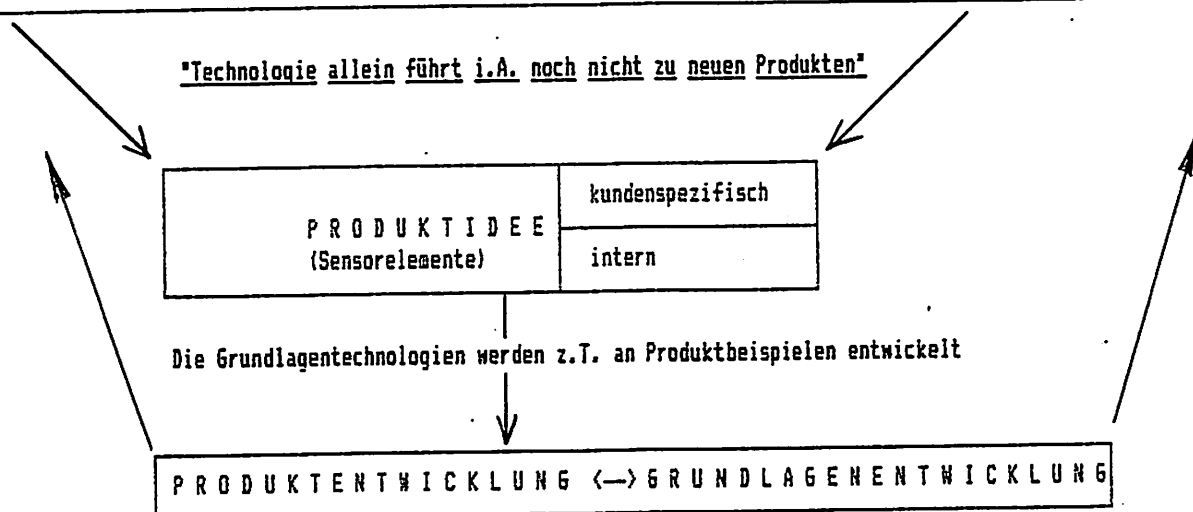 "Technologie allein führt i.A. noch nicht zu neuen Produkten"
kundenspezifisch
P R O D U K T I D E E
(Sensorelemente)
intern
Die Grundlagentechnologien werden z.T. an Produktbeispielen entwickelt
P R O D U K T E N T W I C K L U N G <—> G R U N D L A G E N E N T W I C K L U N G